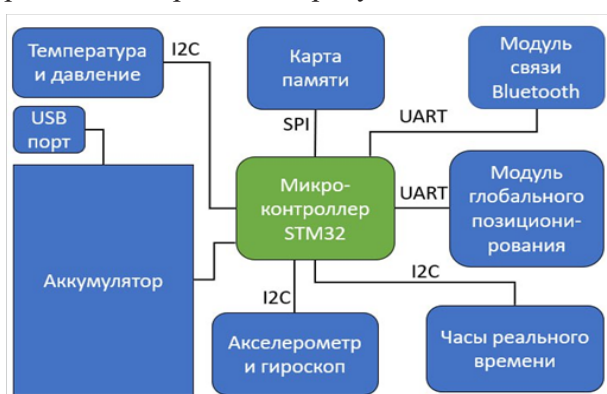 Температура
и давление
I2C
Карта
памяти
Модуль
связи
Bluetooth
USB
порт
SPI
UART
Микро-
контроллер
STM32
UART
Модуль
глобального
позициони-
рования
Аккумулятор
I2C
I2C
Акселерометр
и гироскоп
Часы реального
времени